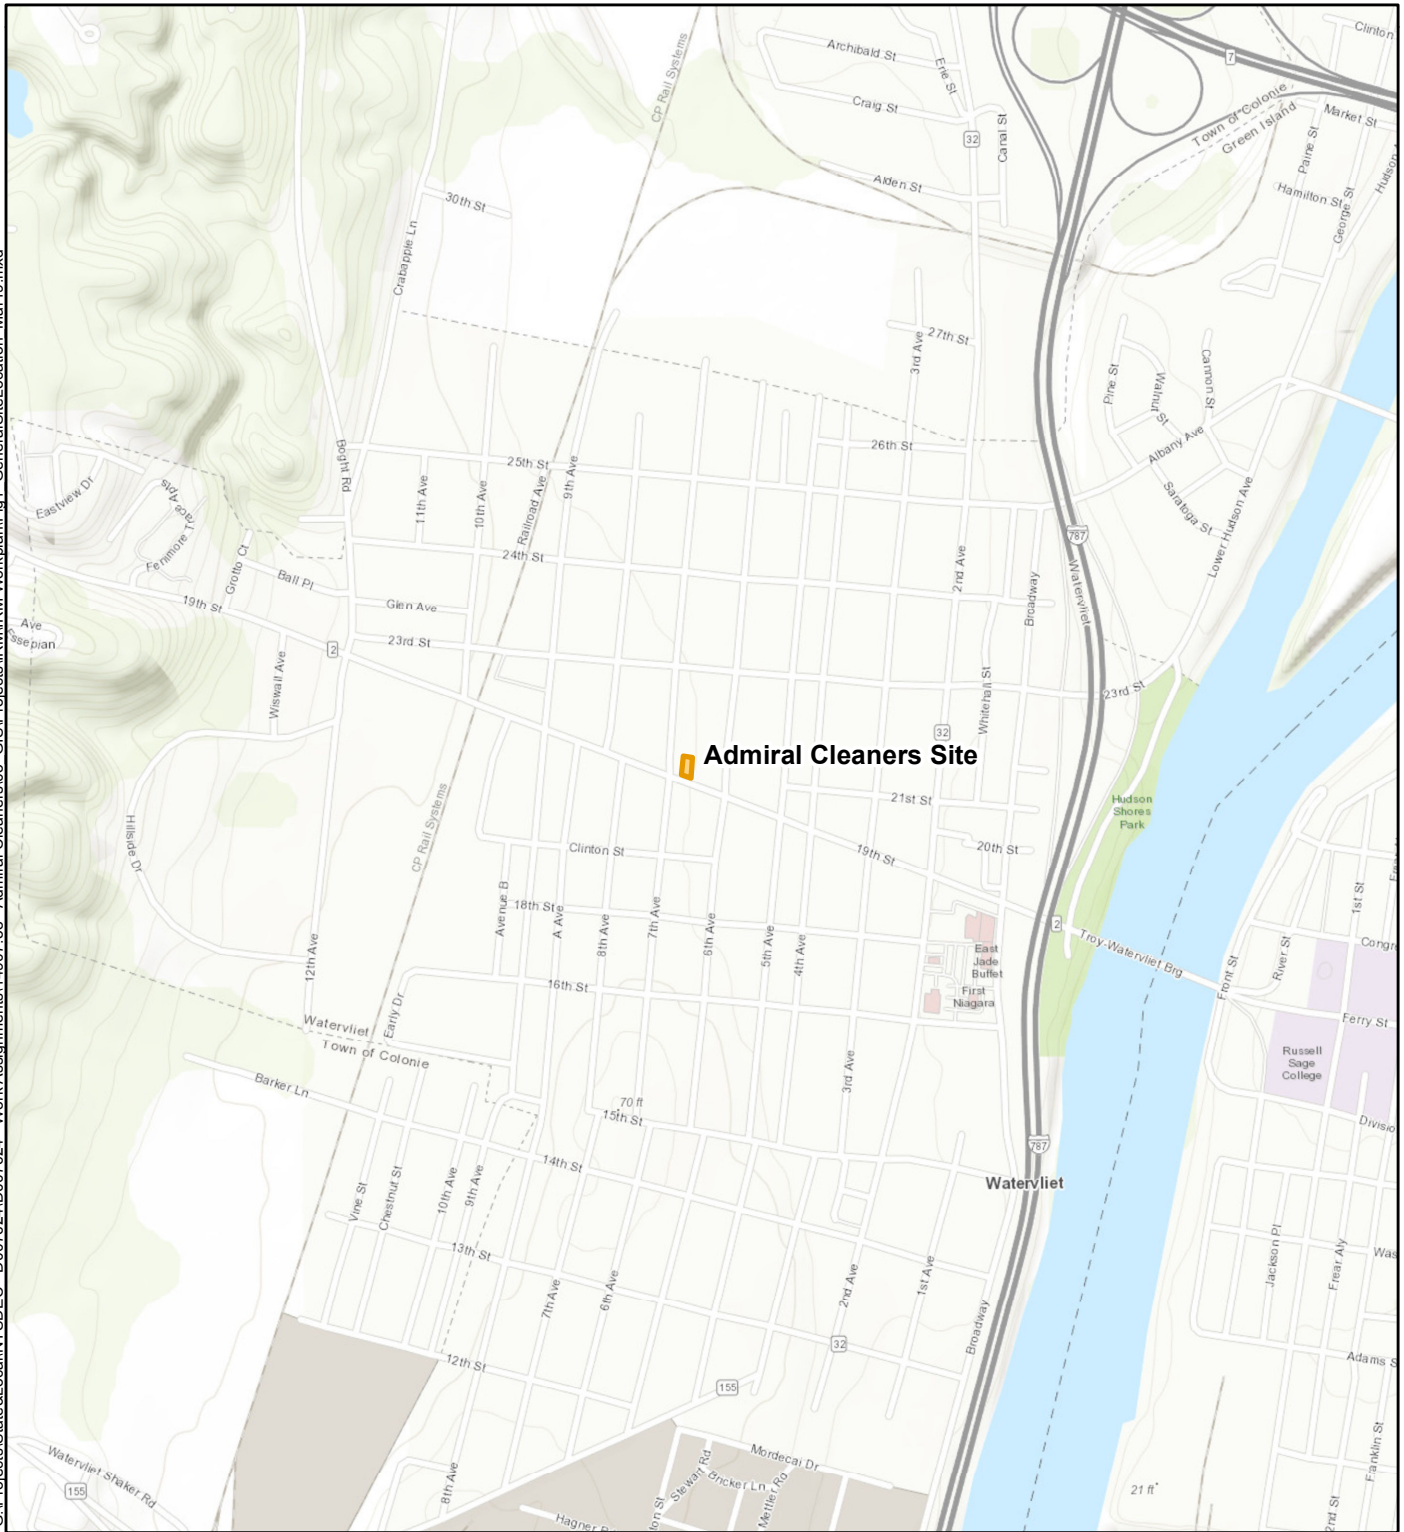 Clinton
Archibald St
Erie St
CP Rail Systems
7
Craig St
Town of Colonie
Green Island
Market St
32
Canal St
Paine St
Alden St
Hamilton St
George St
30th St
Crabapple Ln
27th St
3rd Ave
Pine St
Walnut St
Cannon St
Boght Rd
26th St
Albany Ave
25th St
9th Ave
Eastview Dr
11th Ave
10th Ave
Railroad Ave
Saratoga St
Lower Hudson Ave
787
Fenimore Trace Apts
24th St
2nd Ave
Grotto Ct
Ball Pl
Broadway
Watervliet
19th St
Glen Ave
Ave
Essepian
23rd St
2
Wiswall Ave
Whitehall St
23rd St
32
Admiral Cleaners Site
21st St
Hudson
Shores
Park
CP Rail Systems
Hillside Dr
Clinton St
19th St
20th St
Avenue B
18th St
A Ave
8th Ave
7th Ave
6th Ave
5th Ave
4th Ave
1st St
2
Troy-Watervliet Brg
East
Jade
Buffet
River St
Front St
12th Ave
16th St
First
Niagara
Early Dr
Ferry St
Watervliet
Town of Colonie
Russell
Sage
College
Barker Ln
3rd Ave
70 ft
15th St
787
14th St
Watervliet
Vine St
Chestnut St
10th Ave
9th Ave
13th St
Jackson Pl
Frear Aly
7th Ave
6th Ave
2nd Ave
1st Ave
Broadway
32
12th St
155
Adams S
Franklin St
Mordecai Dr
Watervliet Shaker Rd
155
8th Ave
Stewart Rd
Mettler Rd
21 ft
2nd St